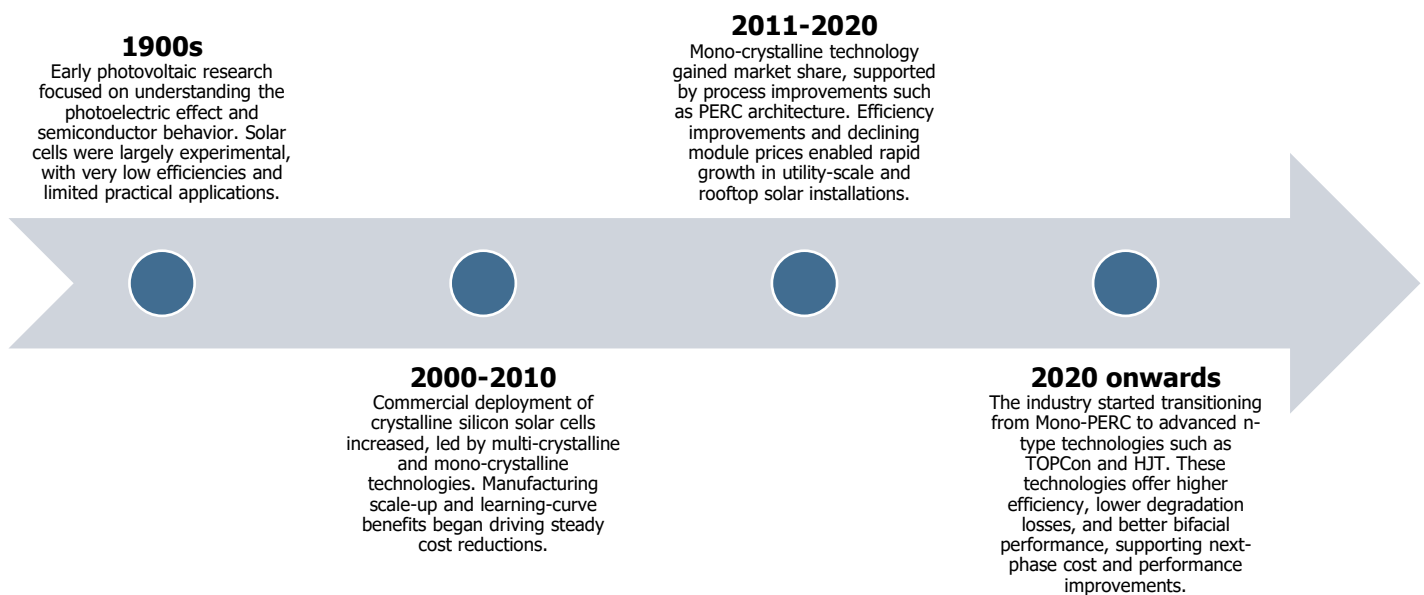 1900s
Early photovoltaic research
focused on understanding the
photoelectric effect and
semiconductor behavior. Solar
cells were largely experimental,
with very low efficiencies and
limited practical applications.
2000-2010
Commercial deployment of
crystalline silicon solar cells
increased, led by multi-crystalline
and mono-crystalline
technologies. Manufacturing
scale-up and learning-curve
benefits began driving steady
cost reductions.
2011-2020
Mono-crystalline technology
gained market share, supported
by process improvements such
as PERC architecture. Efficiency
improvements and declining
module prices enabled rapid
growth in utility-scale and
rooftop solar installations.
2020 onwards
The industry started transitioning
from Mono-PERC to advanced n-
type technologies such as
TOPCon and HJT. These
technologies offer higher
efficiency, lower degradation
losses, and better bifacial
performance, supporting next-
phase cost and performance
improvements.